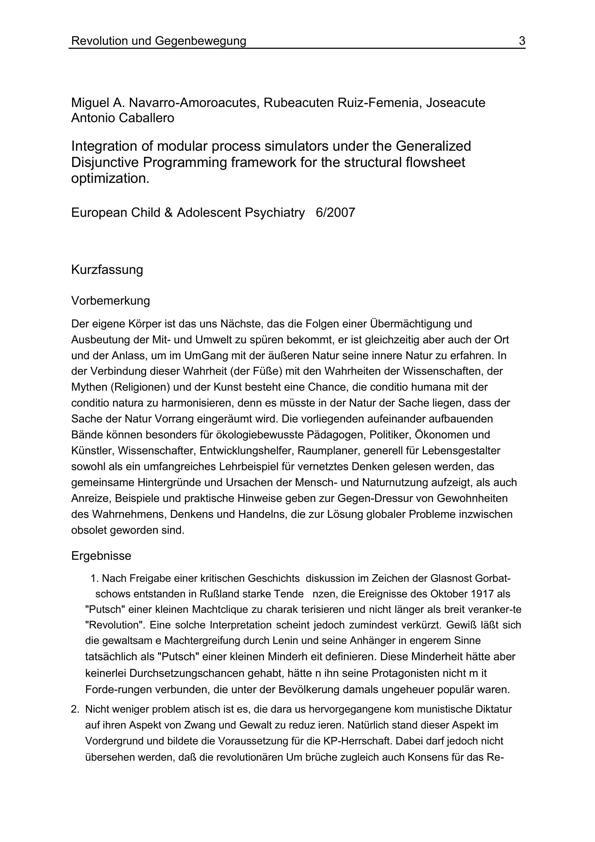 Revolution und Gegenbewegung 3
Miguel A. Navarro-Amoroacutes, Rubeacuten Ruiz-Femenia, Joseacute
Antonio Caballero
Integration of modular process simulators under the Generalized
Disjunctive Programming framework for the structural flowsheet
optimization.
European Child & Adolescent Psychiatry 6/2007
Kurzfassung
Vorbemerkung
Der eigene Körper ist das uns Nächste, das die Folgen einer Übermächtigung und
Ausbeutung der Mit- und Umwelt zu spüren bekommt, er ist gleichzeitig aber auch der Ort
und der Anlass, um im UmGang mit der äußeren Natur seine innere Natur zu erfahren. In
der Verbindung dieser Wahrheit (der Füße) mit den Wahrheiten der Wissenschaften, der
Mythen (Religionen) und der Kunst besteht eine Chance, die conditio humana mit der
conditio natura zu harmonisieren, denn es müsste in der Natur der Sache liegen, dass der
Sache der Natur Vorrang eingeräumt wird. Die vorliegenden aufeinander aufbauenden
Bände können besonders für ökologiebewusste Pädagogen, Politiker, Ökonomen und
Künstler, Wissenschafter, Entwicklungshelfer, Raumplaner, generell für Lebensgestalter
sowohl als ein umfangreiches Lehrbeispiel für vernetztes Denken gelesen werden, das
gemeinsame Hintergründe und Ursachen der Mensch- und Naturnutzung aufzeigt, als auch
Anreize, Beispiele und praktische Hinweise geben zur Gegen-Dressur von Gewohnheiten
des Wahrnehmens, Denkens und Handelns, die zur Lösung globaler Probleme inzwischen
obsolet geworden sind.
Ergebnisse
1. Nach Freigabe einer kritischen Geschichts diskussion im Zeichen der Glasnost Gorbat-
schows entstanden in Rußland starke Tende nzen, die Ereignisse des Oktober 1917 als
"Putsch" einer kleinen Machtclique zu charak terisieren und nicht länger als breit veranker-te
"Revolution". Eine solche Interpretation scheint jedoch zumindest verkürzt. Gewiß läßt sich
die gewaltsam e Machtergreifung durch Lenin und seine Anhänger in engerem Sinne
tatsächlich als "Putsch" einer kleinen Minderh eit definieren. Diese Minderheit hätte aber
keinerlei Durchsetzungschancen gehabt, hätte n ihn seine Protagonisten nicht m it
Forde-rungen verbunden, die unter der Bevölkerung damals ungeheuer populär waren.
2. Nicht weniger problem atisch ist es, die dara us hervorgegangene kom munistische Diktatur
auf ihren Aspekt von Zwang und Gewalt zu reduz ieren. Natürlich stand dieser Aspekt im
Vordergrund und bildete die Voraussetzung für die KP-Herrschaft. Dabei darf jedoch nicht
übersehen werden, daß die revolutionären Um brüche zugleich auch Konsens für das Re-